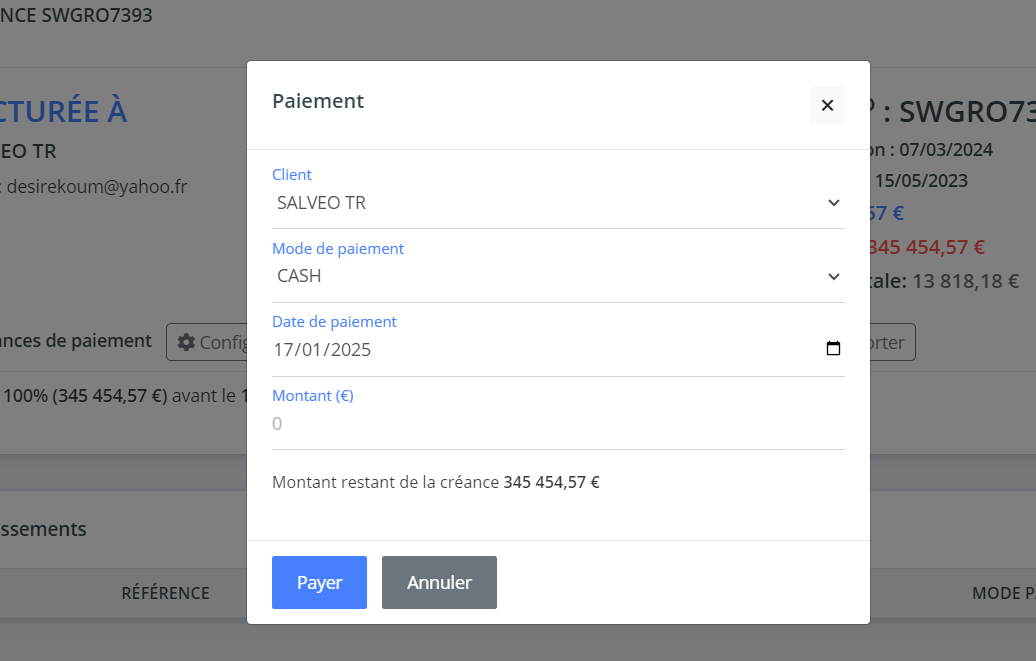 NCE SWGRO7393
Paiement
CTURÉE À
: SWGRO73
EO TR
on : 07/03/2024
: desirekoum@yahoo.fr
15/05/2023
Client
SALVEO TR
57 €
Mode de paiement
345 454,57 €
CASH
tale: 13 818,18 €
Date de paiement
17/01/2025
ances de paiement
Config
orter
100% (345 454,57 €) avant le 1
Montant (€)
0
Montant restant de la créance 345 454,57 €
ssements
Payer
Annuler
RÉFÉRENCE
MODE PA